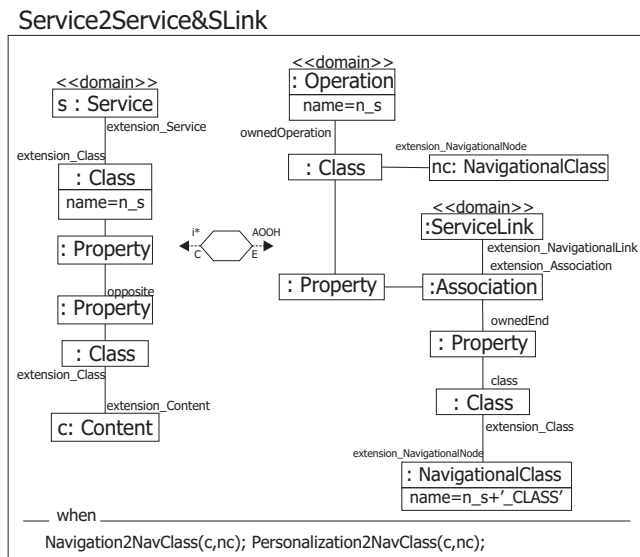 Service2Service&SLink
<<domain>>
s : Service
extension_Service
extension_Class
: Class
name=n_s
: Property
opposite
: Property
: Class
extension_Class
extension_Content
c: Content
i*
AOOH
C
E
<<domain>>
: Operation
name=n_s
ownedOperation
: Class
extension_NavigationalNode
nc: NavigationalClass
<<domain>>
:ServiceLink
extension_NavigationalLink
extension_Association
: Property
:Association
ownedEnd
: Property
class
: Class
extension_Class
extension_NavigationalNode
: NavigationalClass
name=n_s+’_CLASS’
when
Navigation2NavClass(c,nc); Personalization2NavClass(c,nc);